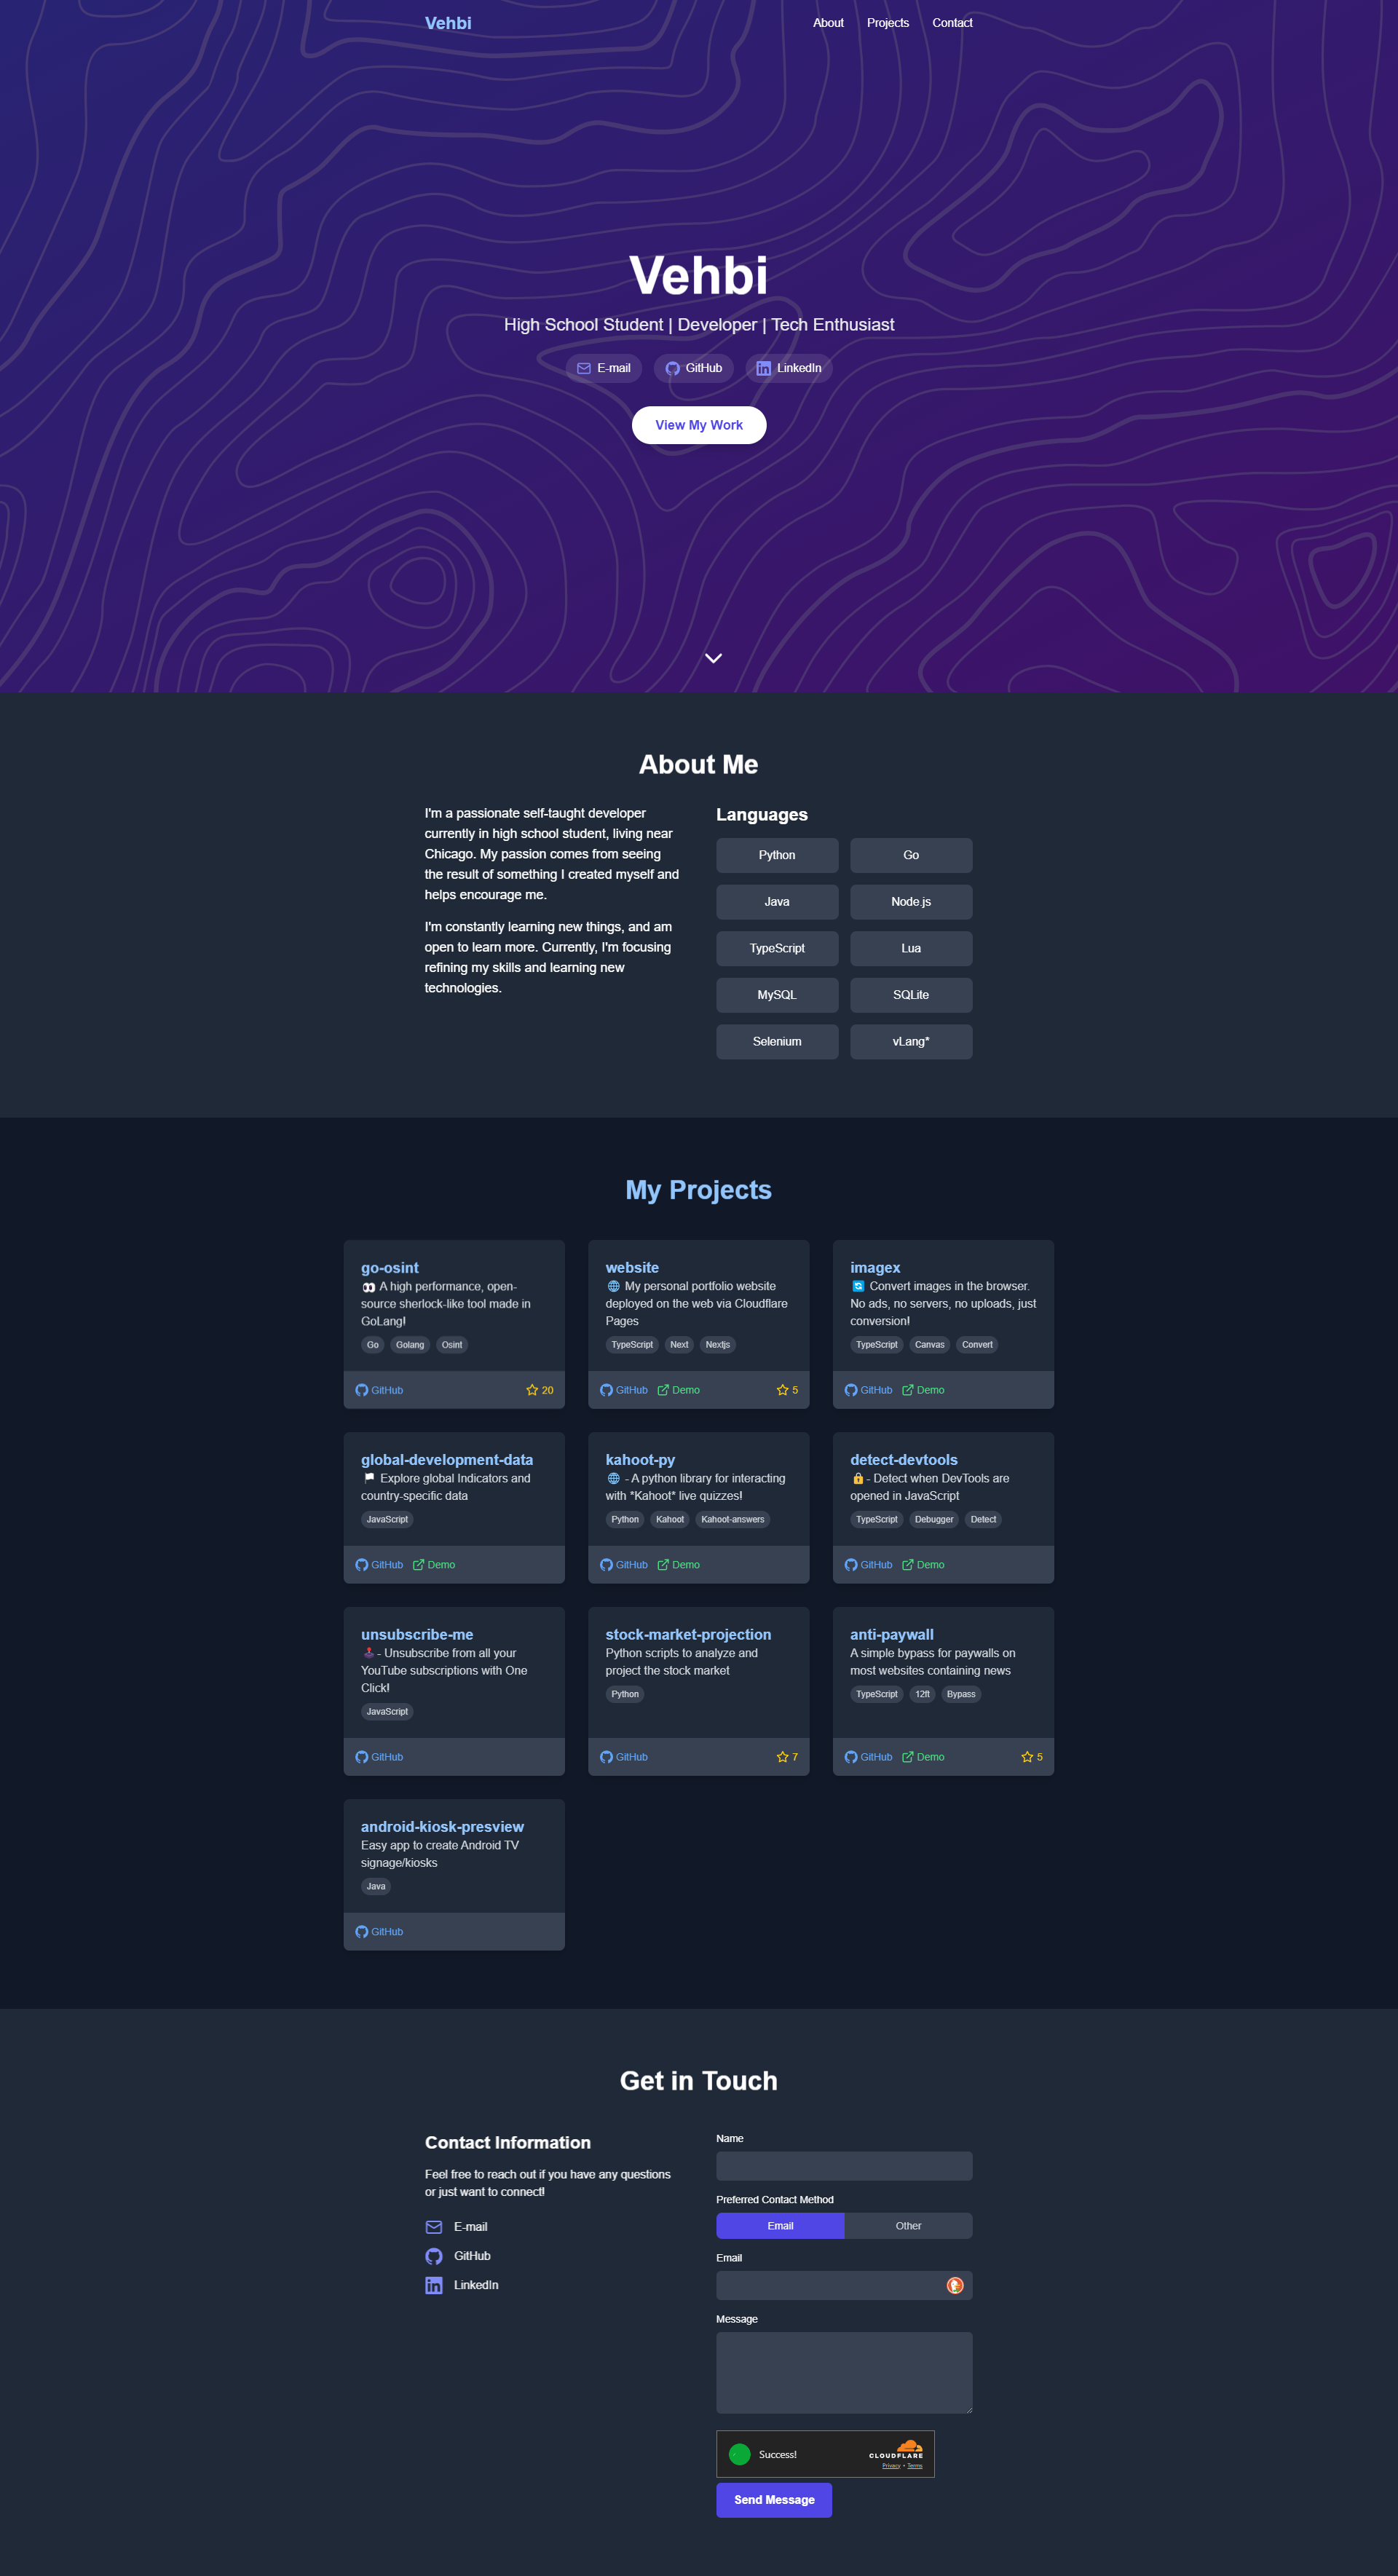 Vehbi
About Projects Contact
Vehbi
High School Student | Developer | Tech Enthusiast
E-mail GitHub LinkedIn
View My Work
About Me
I'm a passionate self-taught developer
currently in high school student, living near
Chicago. My passion comes from seeing
the result of something I created myself and
helps encourage me.
I'm constantly learning new things, and am
open to learn more. Currently, I'm focusing
refining my skills and learning new
technologies.
Languages
Python Go
Java Node.js
TypeScript Lua
MySQL SQLite
Selenium vLang*
My Projects
go-osint
👀 A high performance, open-
source sherlock-like tool made in
GoLang!
Go Golang Osint
GitHub 20
website
🌐 My personal portfolio website
deployed on the web via Cloudflare
Pages
TypeScript Next Nextjs
GitHub Demo 5
imagex
🔄 Convert images in the browser.
No ads, no servers, no uploads, just
conversion!
TypeScript Canvas Convert
GitHub Demo
global-development-data
🏳️ Explore global Indicators and
country-specific data
JavaScript
GitHub Demo
kahoot-py
🌐 - A python library for interacting
with *Kahoot* live quizzes!
Python Kahoot Kahoot-answers
GitHub Demo
detect-devtools
🔒- Detect when DevTools are
opened in JavaScript
TypeScript Debugger Detect
GitHub Demo
unsubscribe-me
🕹️- Unsubscribe from all your
YouTube subscriptions with One
Click!
JavaScript
GitHub
stock-market-projection
Python scripts to analyze and
project the stock market
Python
GitHub 7
anti-paywall
A simple bypass for paywalls on
most websites containing news
TypeScript 12ft Bypass
GitHub Demo 5
android-kiosk-presview
Easy app to create Android TV
signage/kiosks
Java
GitHub
Get in Touch
Contact Information
Feel free to reach out if you have any questions
or just want to connect!
E-mail
GitHub
LinkedIn
Name
Preferred Contact Method
Email Other
Email
Message
Success!
CLOUDFLARE
Privacy • Terms
Send Message